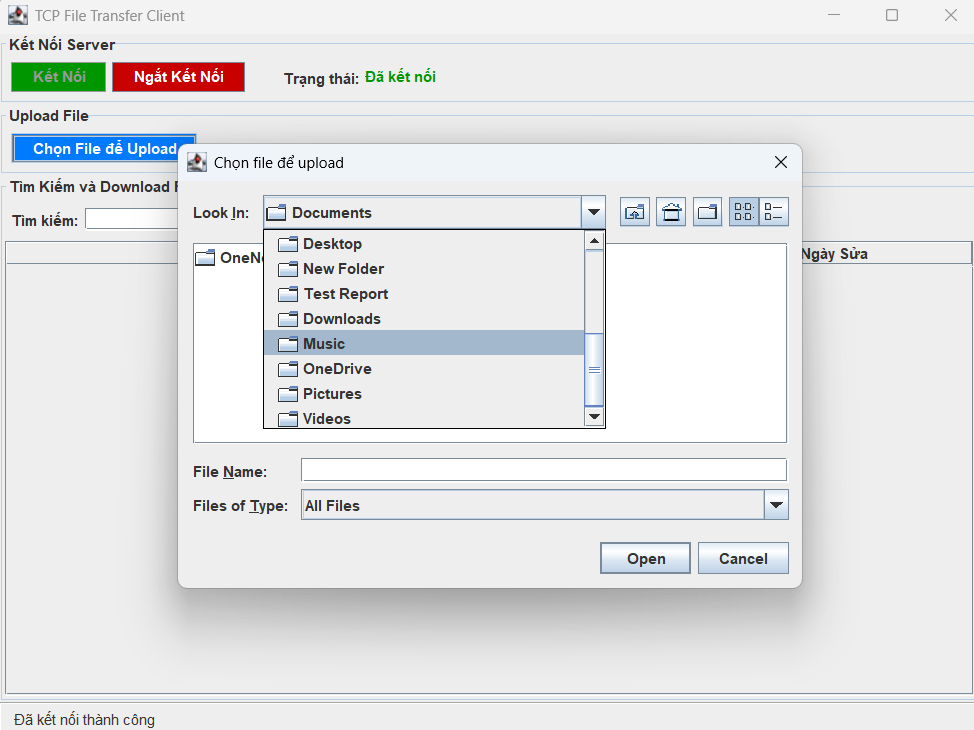 TCP File Transfer Client
Kết Nối Server
Kết Nối
Ngắt Kết Nối
Trạng thái: Đã kết nối
Upload File
Chọn File để Upload
Chọn file để upload
Tìm Kiếm và Download
Tìm kiếm:
Look In:
Documents
Desktop
New Folder
Test Report
Downloads
Music
OneDrive
Pictures
Videos
Ngày Sửa
File Name:
Files of Type:
All Files
Open
Cancel
Đã kết nối thành công